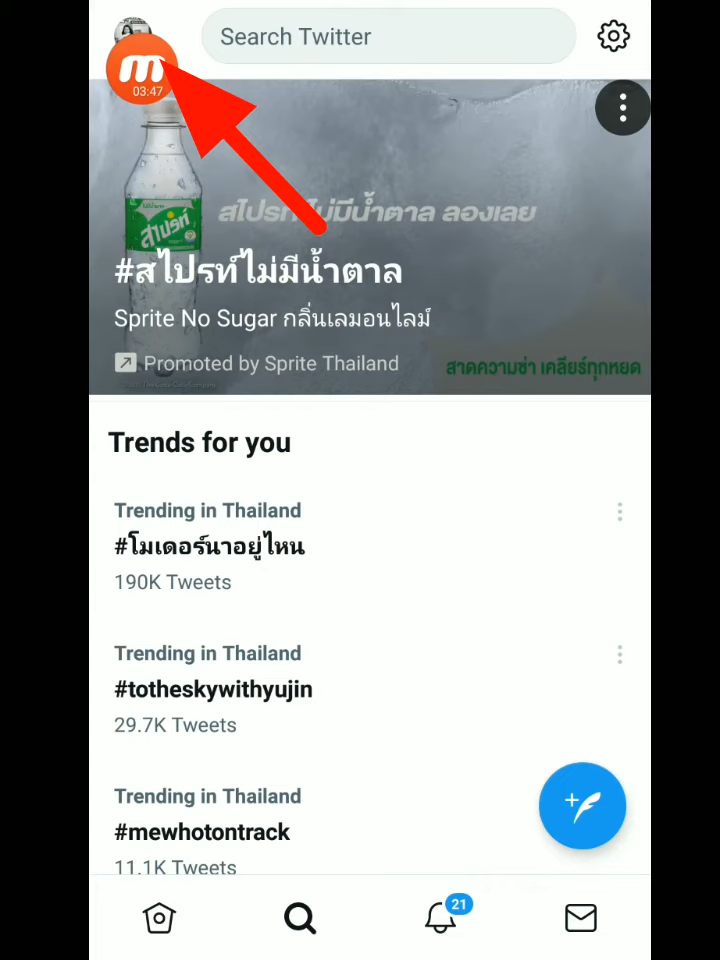 Search Twitter
m
03:47
สไปรท์
สไปรท์ไม่มีน้ำตาล ลองเลย
#สไปรท์ไม่มีน้ำตาล
Sprite No Sugar กลิ่นเลมอนไลม์
Promoted by Sprite Thailand
สาดความซ่า เคลียร์ทุกหยด
Trends for you
Trending in Thailand
#โมเดอร์นาอยู่ไหน
190K Tweets
Trending in Thailand
#totheskywithyujin
29.7K Tweets
Trending in Thailand
#mewhotontrack
11.1K Tweets
21